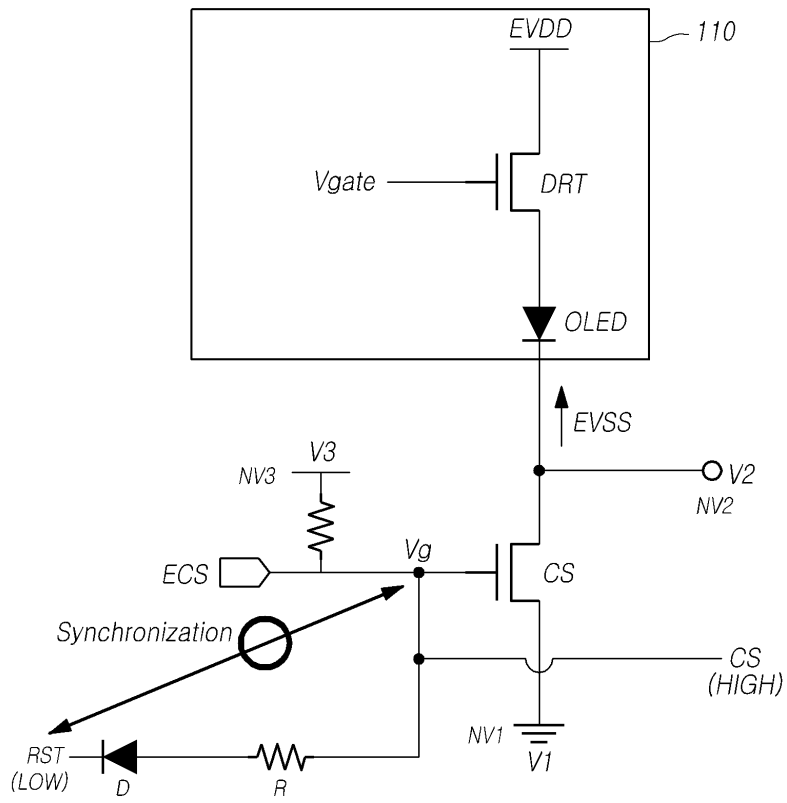 EVDD
110
Vgate
DRT
OLED
EVSS
V3
NV3
V2
NV2
Vg
ECS
CS
Synchronization
CS
(HIGH)
NV1
V1
RST
(LOW)
D
R